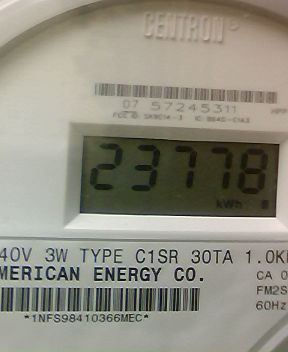 CENTRON®
07 57245311
23778
kWh
40V 3W TYPE C1SR 30TA 1.0K
MERICAN ENERGY CO.
CA 0
FM2S
60Hz
*1NFS98410366MEC*